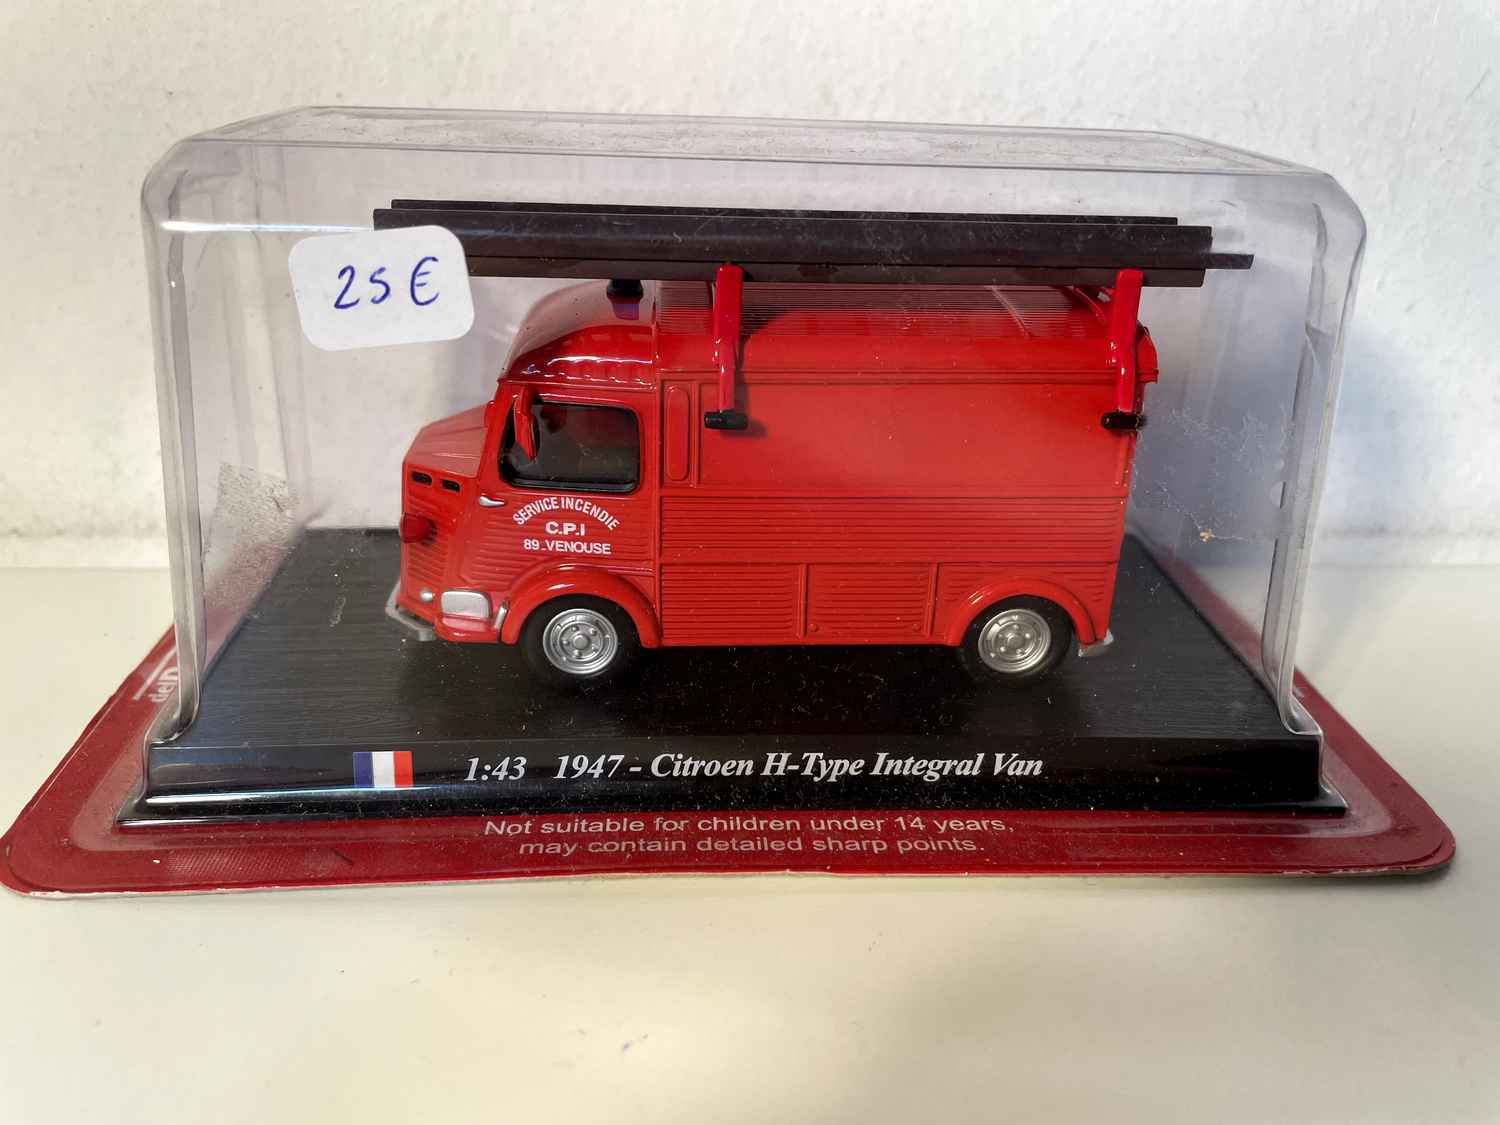 25 €
SERVICE INCENDIE
C.P.I
89_VENOUSE
1:43 1947 - Citroen H-Type Integral Van
Not suitable for children under 14 years,
may contain detailed sharp points.